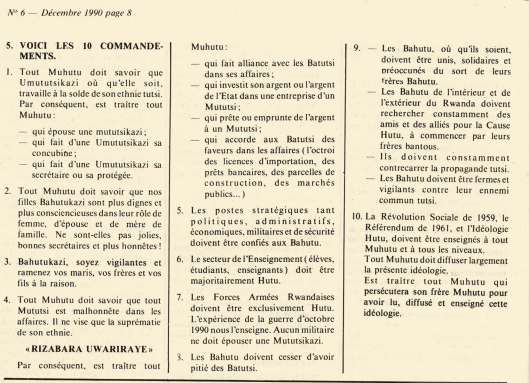 N° 6 — Décembre 1990 page 8
5. VOICI LES 10 COMMANDE-
MENTS.
1. Tout Muhutu doit savoir que
Umututsikazi où qu'elle soit,
travaille à la solde de son ethnie tutsi.
Par conséquent, est traître tout
Muhutu :
— qui épouse une mututsikazi ;
— qui fait d'une Umututsikazi sa
concubine ;
— qui fait d'une Umututsikazi sa
secrétaire ou sa protégée.
2. Tout Muhutu doit savoir que nos
filles Bahutukazi sont plus dignes et
plus consciencieuses dans leur rôle de
femme, d'épouse et de mère de
famille. Ne sont-elles pas jolies,
bonnes secrétaires et plus honnêtes !
3. Bahutukazi, soyez vigilantes et
ramenez vos maris, vos frères et vos
fils à la raison.
4. Tout Muhutu doit savoir que tout
Mututsi est malhonnête dans les
affaires. Il ne vise que la suprématie
de son ethnie.
« RIZABARA UWARIRAYE »
Par conséquent, est traître tout
Muhutu :
— qui fait alliance avec les Batutsi
dans ses affaires ;
— qui investit son argent ou l'argent
de l'Etat dans une entreprise d'un
Mututsi ;
— qui prête ou emprunte de l'argent
à un Mututsi ;
— qui accorde aux Batutsi des
faveurs dans les affaires (l'octroi
des licences d'importation, des
prêts bancaires, des parcelles de
construction, des marchés
publics...)
5. Les postes stratégiques tant
politiques, administratifs,
économiques, militaires et de sécurité
doivent être confiés aux Bahutu.
6. Le secteur de l'Enseignement (élèves,
étudiants, enseignants) doit être
majoritairement Hutu.
7. Les Forces Armées Rwandaises
doivent être exclusivement Hutu.
L'expérience de la guerre d'octobre
1990 nous l'enseigne. Aucun militaire
ne doit épouser une Mututsikazi.
3. Les Bahutu doivent cesser d'avoir
pitié des Batutsi.
9. — Les Bahutu, où qu'ils soient,
doivent être unis, solidaires et
préoccunés du sort de leurs
frères Bahutu.
— Les Bahutu de l'intérieur et de
l'extérieur du Rwanda doivent
rechercher constamment des
amis et des alliés pour la Cause
Hutu, à commencer par leurs
frères bantous.
— Ils doivent constamment
contrecarrer la propagande tutsi.
— Les Bahutu doivent être fermes et
vigilants contre leur ennemi
commun tutsi.
10. La Révolution Sociale de 1959, le
Référendum de 1961, et l'Idéologie
Hutu, doivent être enseignés à tout
Muhutu et à tous les niveaux.
Tout Muhutu doit diffuser largement
la présente idéologie.
Est traître tout Muhutu qui
persécutera son frère Muhutu pour
avoir lu, diffusé et enseigné cette
idéologie.